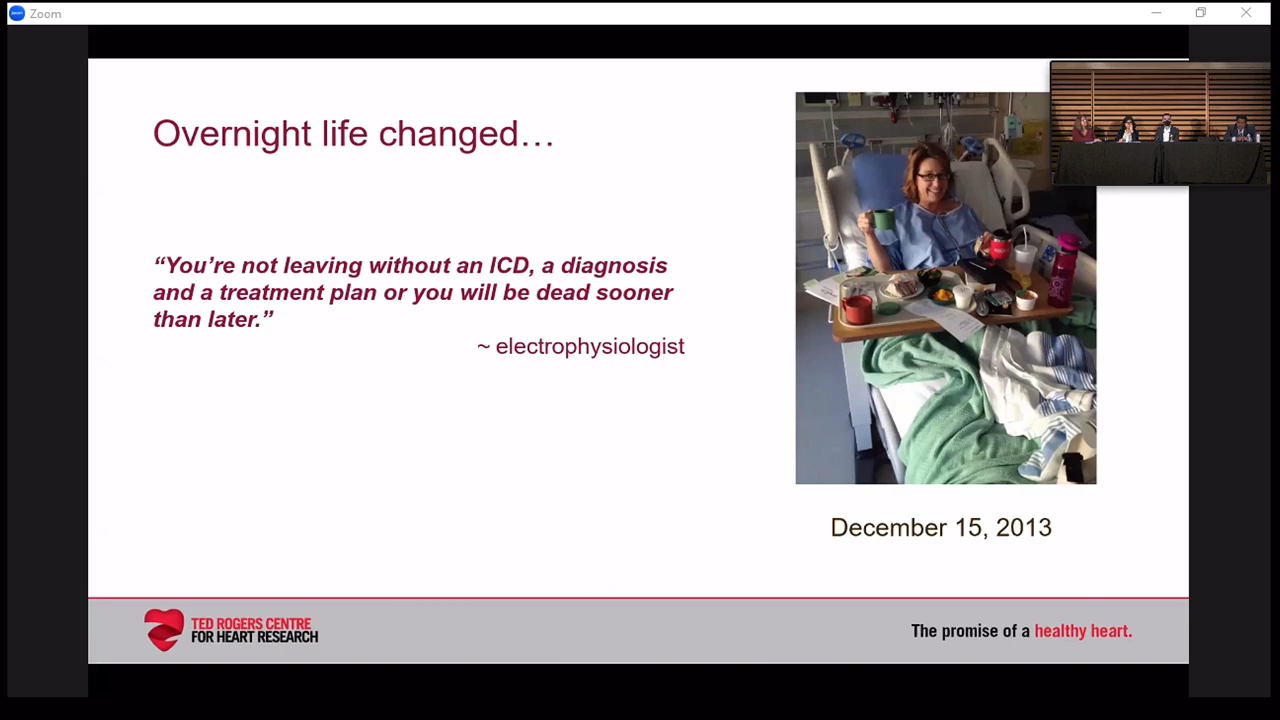 Zoom
Overnight life changed…
“You’re not leaving without an ICD, a diagnosis
and a treatment plan or you will be dead sooner
than later.”
~ electrophysiologist
December 15, 2013
TED ROGERS CENTRE
FOR HEART RESEARCH
The promise of a healthy heart.